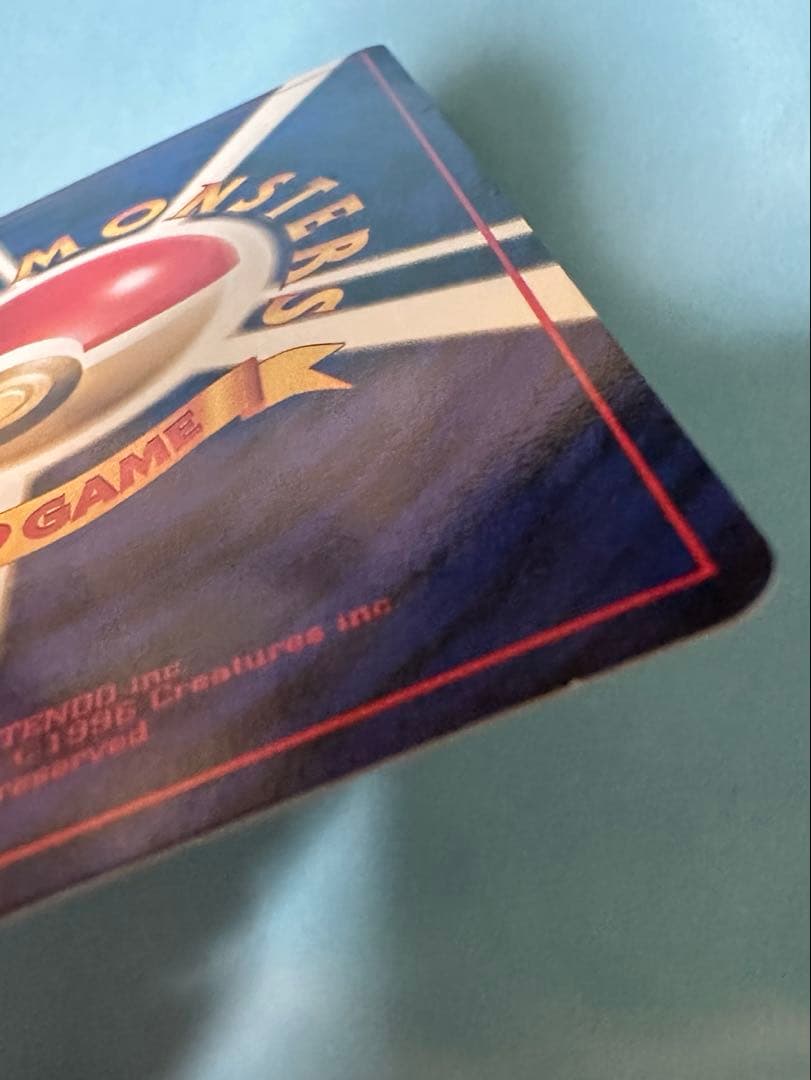 MONSTERS
GAME
TENDO inc
c 1996 Creatures inc
reserved